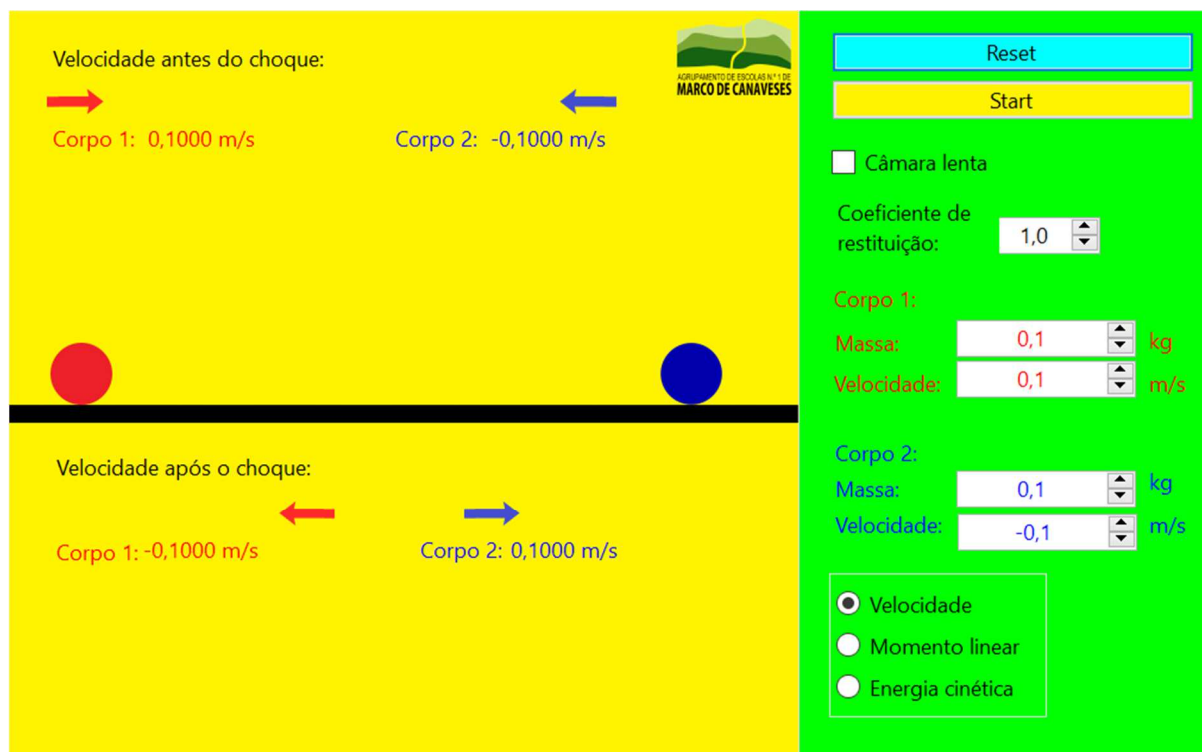 Velocidade antes do choque:
Corpo 1: 0,1000 m/s
Corpo 2: -0,1000 m/s
AGRUPAMENTO DE ESCOLAS N.º 1 DE
MARCO DE CANAVESES
Velocidade após o choque:
Corpo 1: -0,1000 m/s
Corpo 2: 0,1000 m/s
Reset
Start
Câmara lenta
Coeficiente de
restituição: 1,0
Corpo 1:
Massa: 0,1 kg
Velocidade: 0,1 m/s
Corpo 2:
Massa: 0,1 kg
Velocidade: -0,1 m/s
Velocidade
Momento linear
Energia cinética